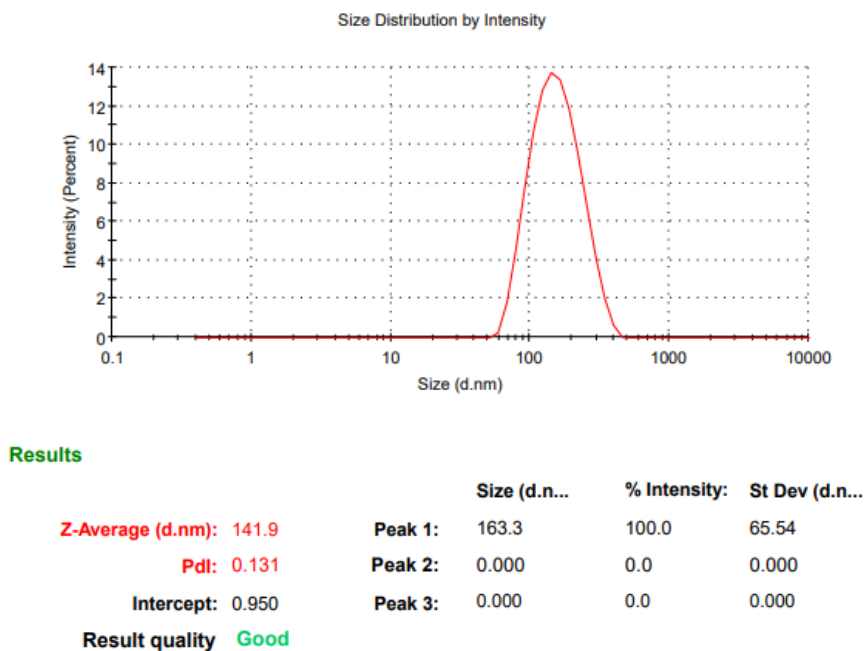 Size Distribution by Intensity
14
12
10
8
6
4
2
0
Intensity (Percent)
0.1 1 10 100 1000 10000
Size (d.nm)
Results
Size (d.n... % Intensity: St Dev (d.n...
Z-Average (d.nm): 141.9 Peak 1: 163.3 100.0 65.54
PdI: 0.131 Peak 2: 0.000 0.0 0.000
Intercept: 0.950 Peak 3: 0.000 0.0 0.000
Result quality Good